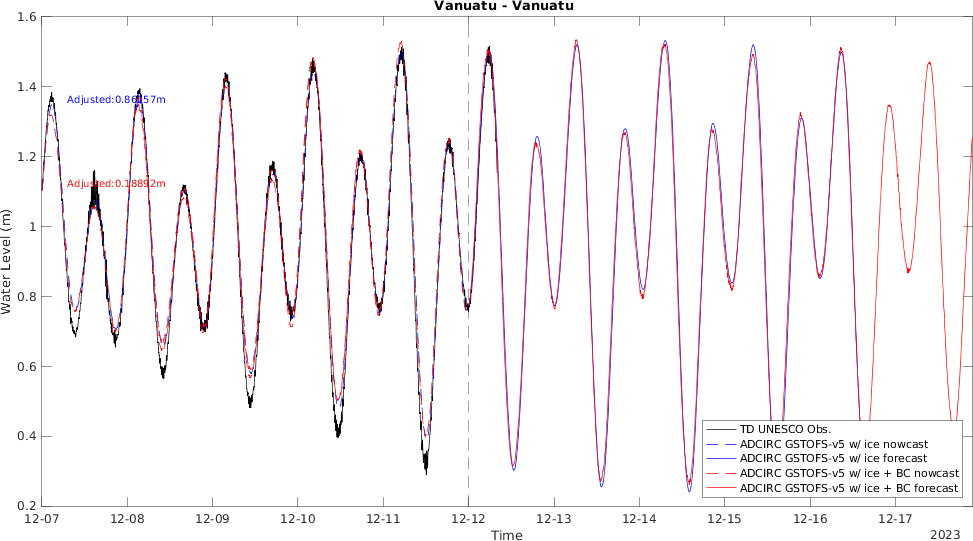 Vanuatu - Vanuatu
1.6
1.4
1.2
1
0.8
0.6
0.4
0.2
Water Level (m)
Adjusted:0.86157m
Adjusted:0.18892m
TD UNESCO Obs.
ADCIRC GSTOFS-v5 w/ ice nowcast
ADCIRC GSTOFS-v5 w/ ice forecast
ADCIRC GSTOFS-v5 w/ ice + BC nowcast
ADCIRC GSTOFS-v5 w/ ice + BC forecast
12-07 12-08 12-09 12-10 12-11 12-12 12-13 12-14 12-15 12-16 12-17
Time
2023